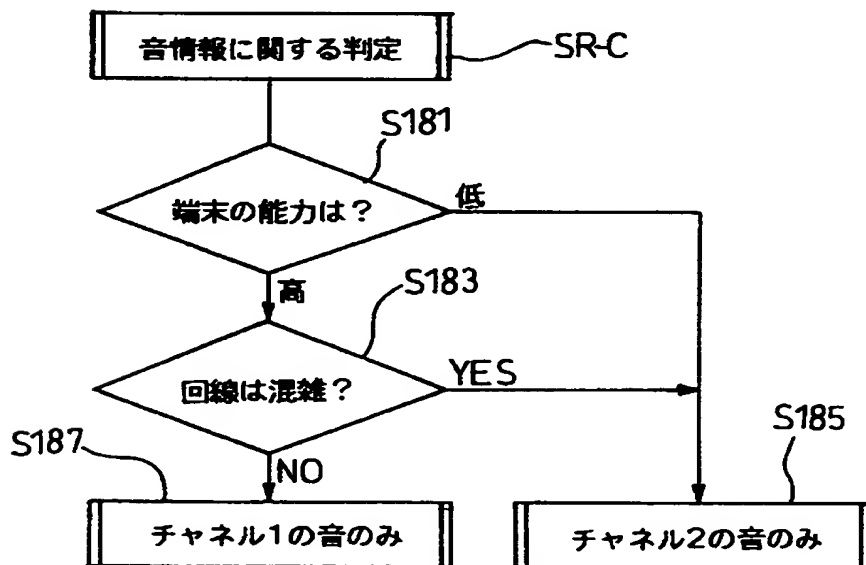 音情報に関する判定
SR-C
S181
端末の能力は?
低
高
S183
回線は混雑?
YES
S187
NO
S185
チャネル1の音のみ
チャネル2の音のみ